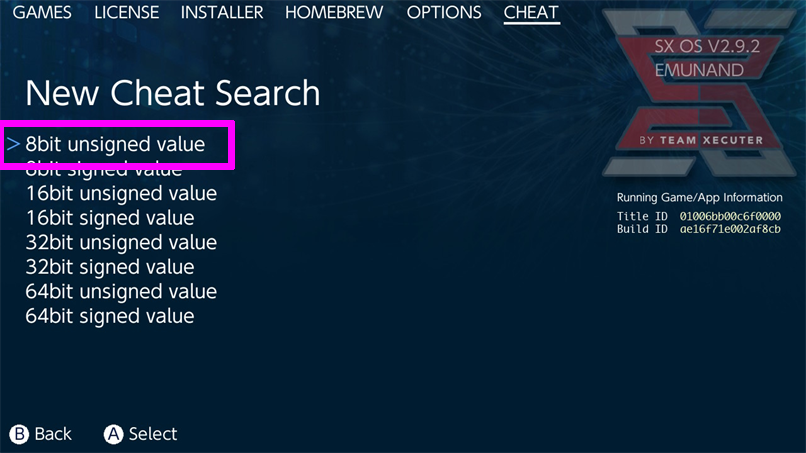 GAMES LICENSE INSTALLER HOMEBREW OPTIONS CHEAT
SX OS V2.9.2
EMUNAND
BY TEAM XECUTER
New Cheat Search
>8bit unsigned value
8bit signed value
16bit unsigned value
16bit signed value
32bit unsigned value
32bit signed value
64bit unsigned value
64bit signed value
Running Game/App Information
Title ID 01006bb00c6f0000
Build ID ae16f71e002af8cb
B Back A Select